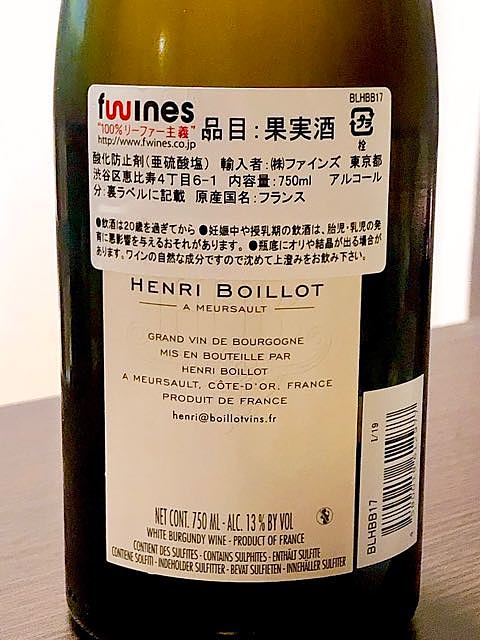 fwines
"100%リーファー主義"
http://www.fwines.co.jp
品目:果実酒
BLHBB17
栓
酸化防止剤(亜硫酸塩) 輸入者:㈱ファインズ 東京都
渋谷区恵比寿4丁目6-1 内容量:750ml アルコール
分:裏ラベルに記載 原産国名:フランス
●飲酒は20歳を過ぎてから ●妊娠中や授乳期の飲酒は、胎児・乳児の発
育に悪影響を与えるおそれがあります。 ●瓶底にオリや結晶が出る場合が
あります。ワインの自然な成分ですので沈めて上澄みをお飲み下さい。
HENRI BOILLOT
A MEURSAULT
GRAND VIN DE BOURGOGNE
MIS EN BOUTEILLE PAR
HENRI BOILLOT
A MEURSAULT, CÔTE-D'OR, FRANCE
PRODUIT DE FRANCE
henri@boillotvins.fr
NET CONT. 750 ML - ALC. 13 % BY VOL
WHITE BURGUNDY WINE - PRODUCT OF FRANCE
CONTIENT DES SULFITES - CONTAINS SULPHITES - ENTHÄLT SULFITE
CONTIENE SOLFITI - INDEHOLDER SULFITTER - BEVAT SULFIETEN - INNEHÅLLER SULFITER
BLHBB17
L/19